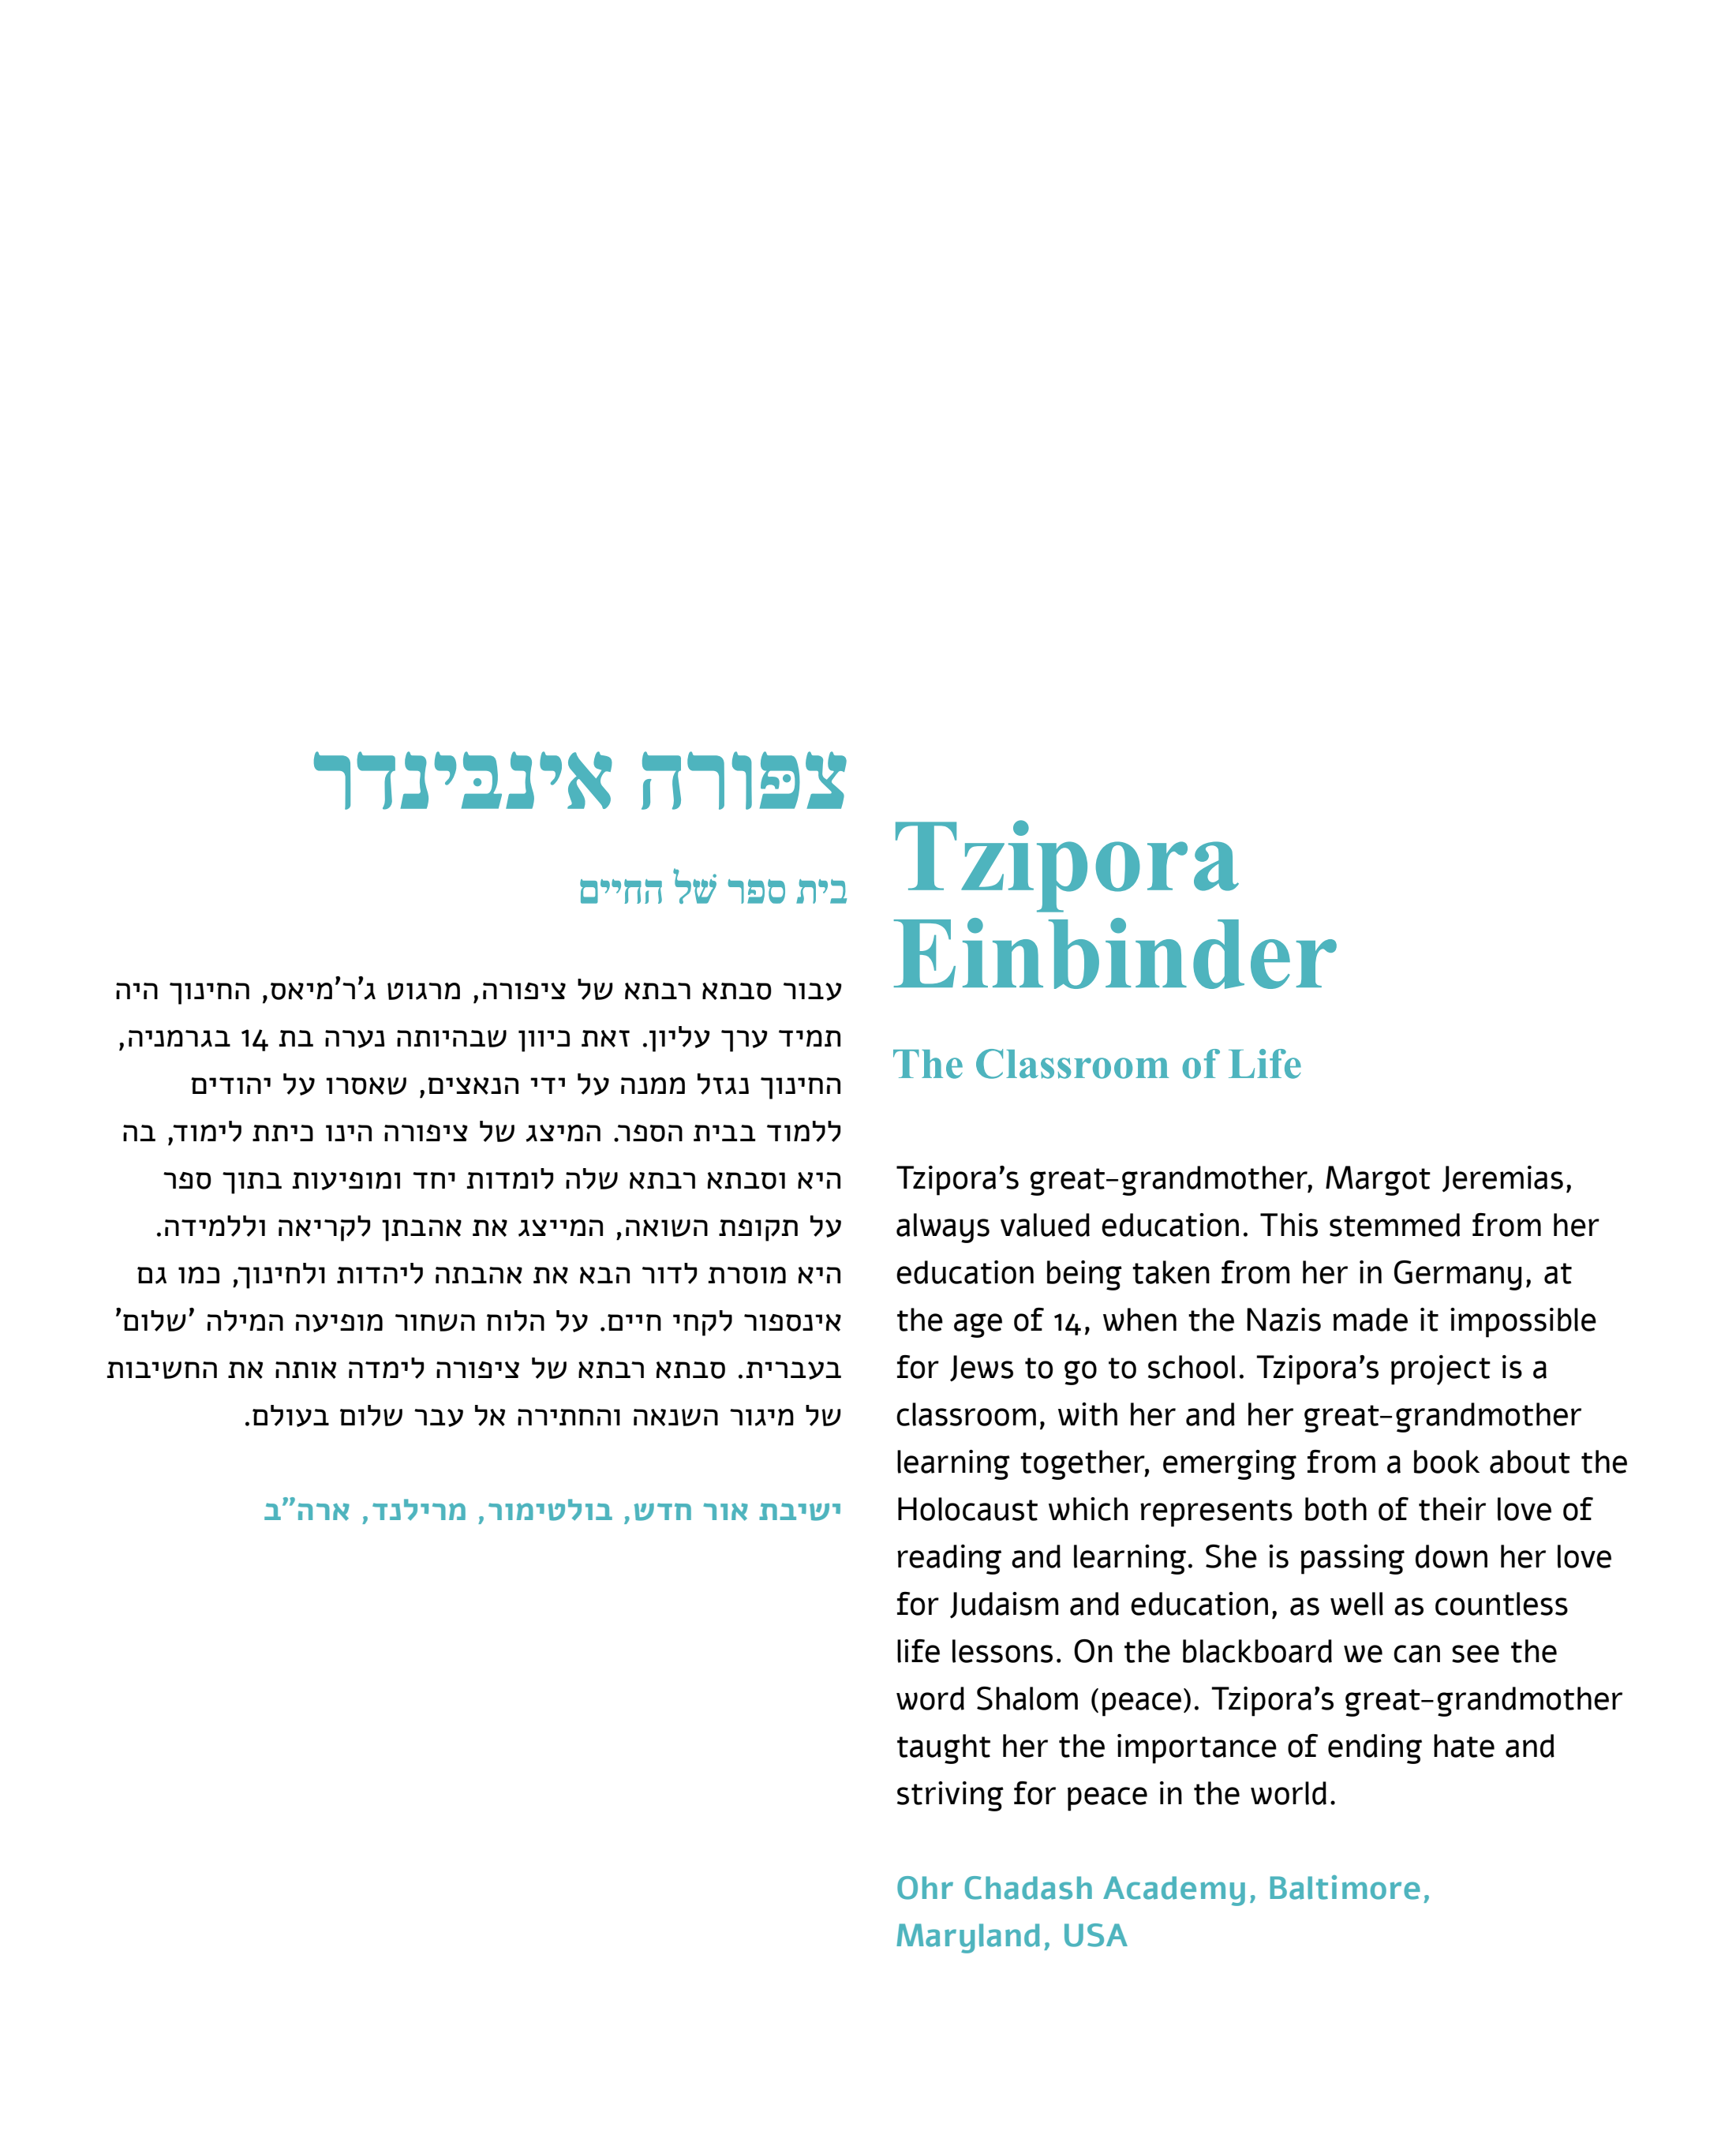 צפּורה אינבּינדר
בית ספר שׁל החיים
עבור סבתא רבתא של ציפורה, מרגוט ג'ר'מיאס, החינוך היה
תמיד ערך עליון. זאת כיוון שבהיותה נערה בת 14 בגרמניה,
החינוך נגזל ממנה על ידי הנאצים, שאסרו על יהודים
ללמוד בבית הספר. המיצג של ציפורה הינו כיתת לימוד, בה
היא וסבתא רבתא שלה לומדות יחד ומופיעות בתוך ספר
על תקופת השואה, המייצג את אהבתן לקריאה וללמידה.
היא מוסרת לדור הבא את אהבתה ליהדות ולחינוך, כמו גם
אינספור לקחי חיים. על הלוח השחור מופיעה המילה 'שלום'
בעברית. סבתא רבתא של ציפורה לימדה אותה את החשיבות
של מיגור השנאה והחתירה אל עבר שלום בעולם.
ישיבת אור חדש, בולטימור, מרילנד, ארה"ב
Tzipora
Einbinder
The Classroom of Life
Tzipora's great-grandmother, Margot Jeremias,
always valued education. This stemmed from her
education being taken from her in Germany, at
the age of 14, when the Nazis made it impossible
for Jews to go to school. Tzipora's project is a
classroom, with her and her great-grandmother
learning together, emerging from a book about the
Holocaust which represents both of their love of
reading and learning. She is passing down her love
for Judaism and education, as well as countless
life lessons. On the blackboard we can see the
word Shalom (peace). Tzipora's great-grandmother
taught her the importance of ending hate and
striving for peace in the world.
Ohr Chadash Academy, Baltimore,
Maryland, USA